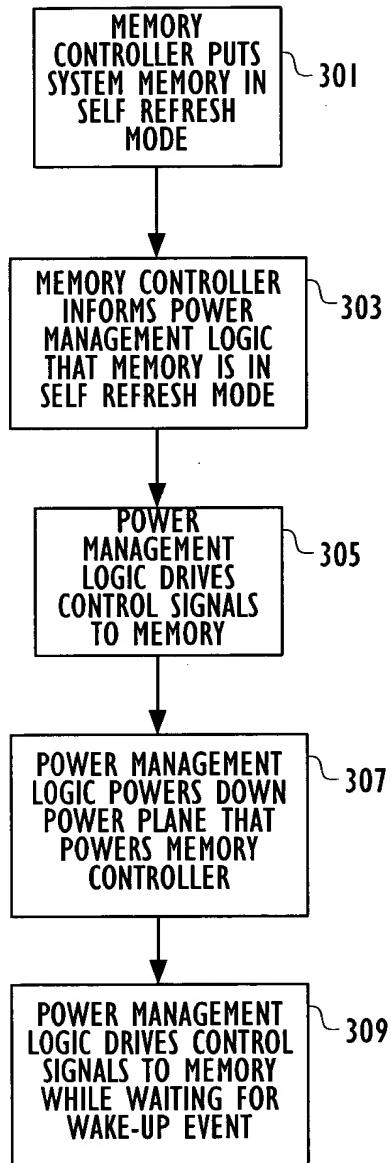 MEMORY
CONTROLLER PUTS
SYSTEM MEMORY IN
SELF REFRESH
MODE
301
MEMORY CONTROLLER
INFORMS POWER
MANAGEMENT LOGIC
THAT MEMORY IS IN
SELF REFRESH MODE
303
POWER
MANAGEMENT
LOGIC DRIVES
CONTROL SIGNALS
TO MEMORY
305
POWER MANAGEMENT
LOGIC POWERS DOWN
POWER PLANE THAT
POWERS MEMORY
CONTROLLER
307
POWER MANAGEMENT
LOGIC DRIVES CONTROL
SIGNALS TO MEMORY
WHILE WAITING FOR
WAKE-UP EVENT
309